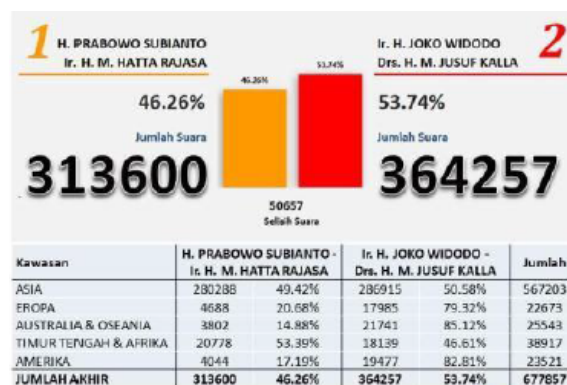 1 H. PRABOWO SUBIANTO
Ir. H. M. HATTA RAJASA
46.26%
Jumlah Suara
313600
46.26%
53.74%
50657
Selisih Suara
Ir. H. JOKO WIDODO 2
Drs. H. M. JUSUF KALLA
53.74%
Jumlah Suara
364257
Kawasan H. PRABOWO SUBIANTO - Ir. H. M. HATTA RAJASA Ir. H. JOKO WIDODO - Drs. H. M. JUSUF KALLA Jumlah
ASIA 280288 49.42% 286915 50.58% 567203
EROPA 4688 20.68% 17985 79.32% 22673
AUSTRALIA & OSEANIA 3802 14.88% 21741 85.12% 25543
TIMUR TENGAH & AFRIKA 20778 53.39% 18139 46.61% 38917
AMERIKA 4044 17.19% 19477 82.81% 23521
JUMLAH AKHIR 313600 46.26% 364257 53.74% 677857